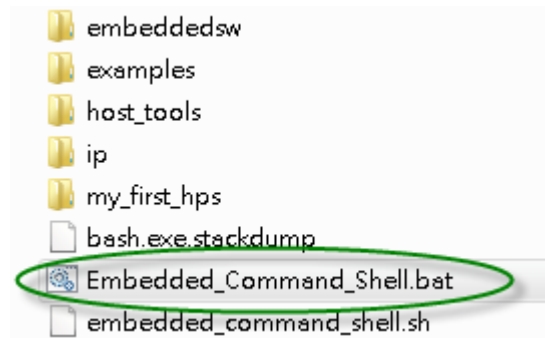 embeddedsw
examples
host_tools
ip
my_first_hps
bash.exe.stackdump
Embedded_Command_Shell.bat
embedded_command_shell.sh